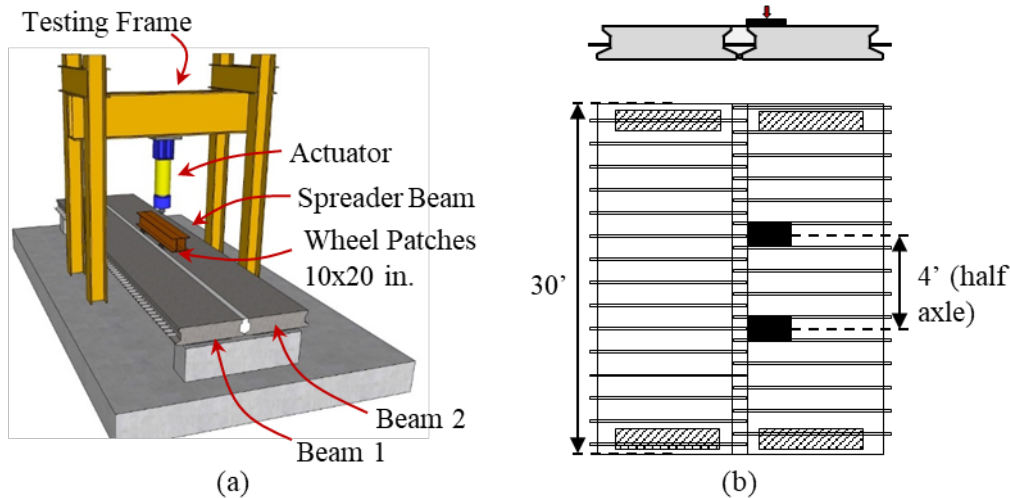 Testing Frame
Actuator
Spreader Beam
Wheel Patches
10x20 in.
Beam 2
Beam 1
(a)
30’
4’ (half
axle)
(b)